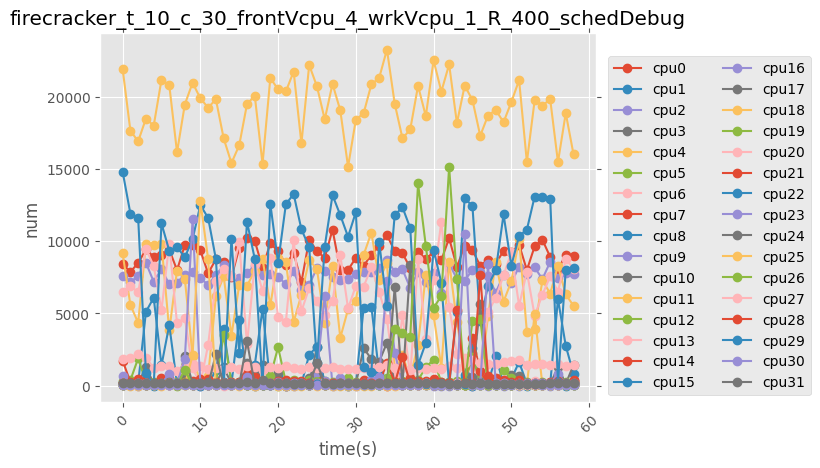 firecracker_t_10_c_30_frontVcpu_4_wrkVcpu_1_R_400_schedDebug
num
20000
15000
10000
5000
0
0
10
20
30
40
50
60
time(s)
cpu0
cpu1
cpu2
cpu3
cpu4
cpu5
cpu6
cpu7
cpu8
cpu9
cpu10
cpu11
cpu12
cpu13
cpu14
cpu15
cpu16
cpu17
cpu18
cpu19
cpu20
cpu21
cpu22
cpu23
cpu24
cpu25
cpu26
cpu27
cpu28
cpu29
cpu30
cpu31